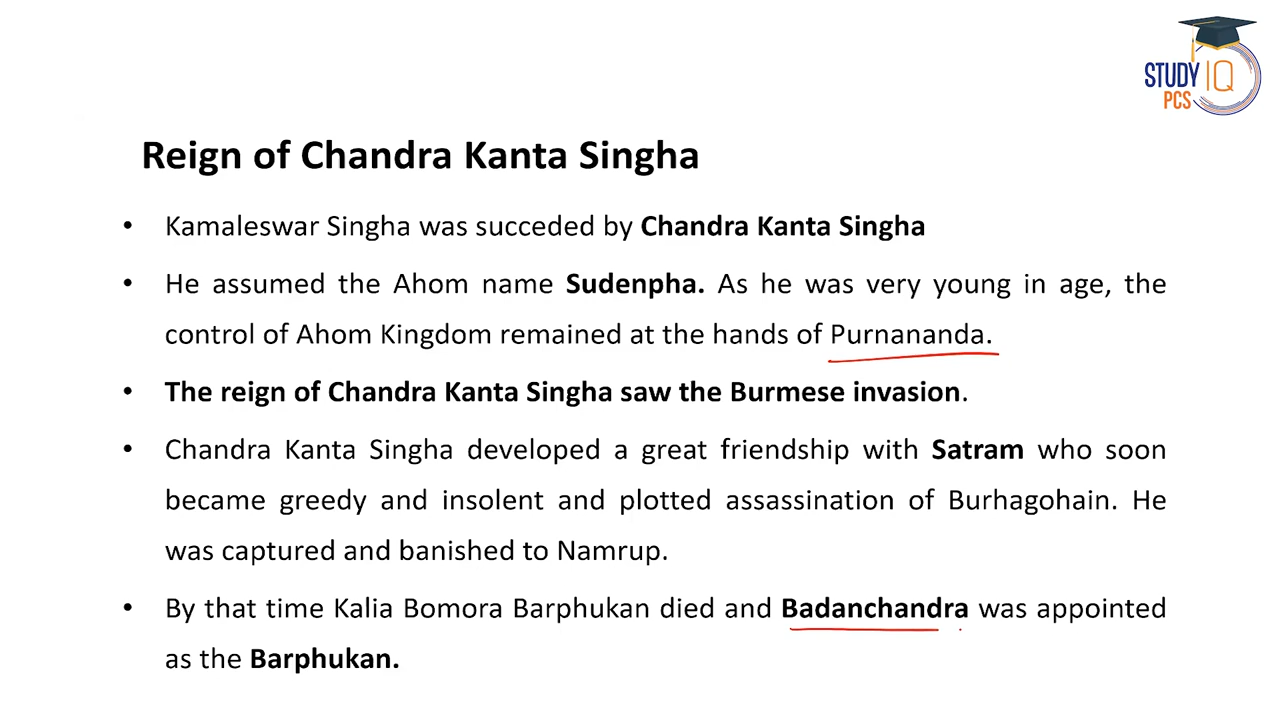 STUDY IQ
PCS
Reign of Chandra Kanta Singha
• Kamaleswar Singha was succeded by Chandra Kanta Singha
• He assumed the Ahom name Sudenpha. As he was very young in age, the
control of Ahom Kingdom remained at the hands of Purnananda.
• The reign of Chandra Kanta Singha saw the Burmese invasion.
• Chandra Kanta Singha developed a great friendship with Satram who soon
became greedy and insolent and plotted assassination of Burhagohain. He
was captured and banished to Namrup.
• By that time Kalia Bomora Barphukan died and Badanchandra was appointed
as the Barphukan.